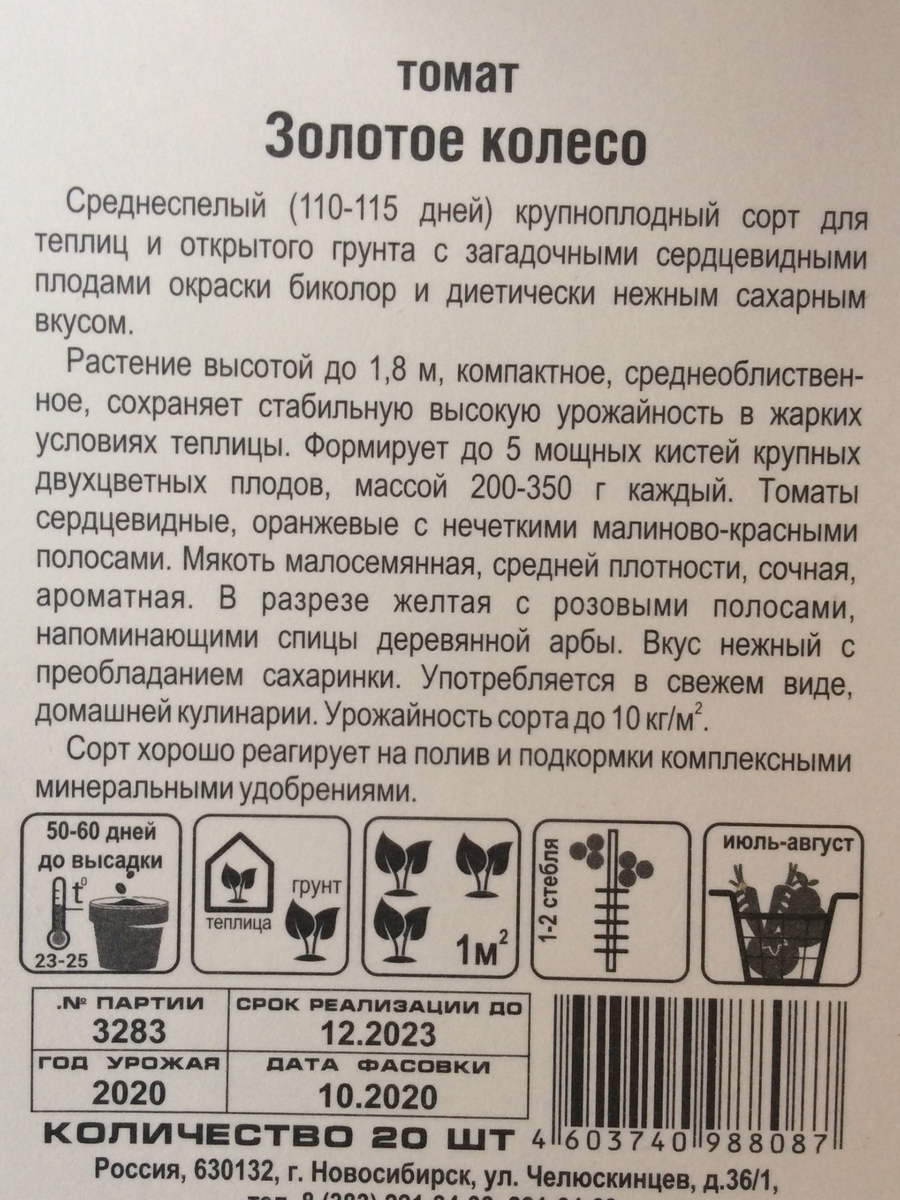 томат
Золотое колесо
Среднеспелый (110-115 дней) крупноплодный сорт для
теплиц и открытого грунта с загадочными сердцевидными
плодами окраски биколор и диетически нежным сахарным
вкусом.
Растение высотой до 1,8 м, компактное, среднеоблиствен-
ное, сохраняет стабильную высокую урожайность в жарких
условиях теплицы. Формирует до 5 мощных кистей крупных
двухцветных плодов, массой 200-350 г каждый. Томаты
сердцевидные, оранжевые с нечеткими малиново-красными
полосами. Мякоть малосемянная, средней плотности, сочная,
ароматная. В разрезе желтая с розовыми полосами,
напоминающими спицы деревянной арбы. Вкус нежный с
преобладанием сахаринки. Употребляется в свежем виде,
домашней кулинарии. Урожайность сорта до 10 кг/м².
Сорт хорошо реагирует на полив и подкормки комплексными
минеральными удобрениями.
50-60 дней
до высадки
t⁰
23-25
теплица
грунт
1м²
1-2 стебля
июль-август
.№ ПАРТИИ
3283
СРОК РЕАЛИЗАЦИИ ДО
12.2023
ГОД УРОЖАЯ
2020
ДАТА ФАСОВКИ
10.2020
КОЛИЧЕСТВО 20 ШТ
4 603740 988087
Россия, 630132, г. Новосибирск, ул. Челюскинцев, д.36/1,